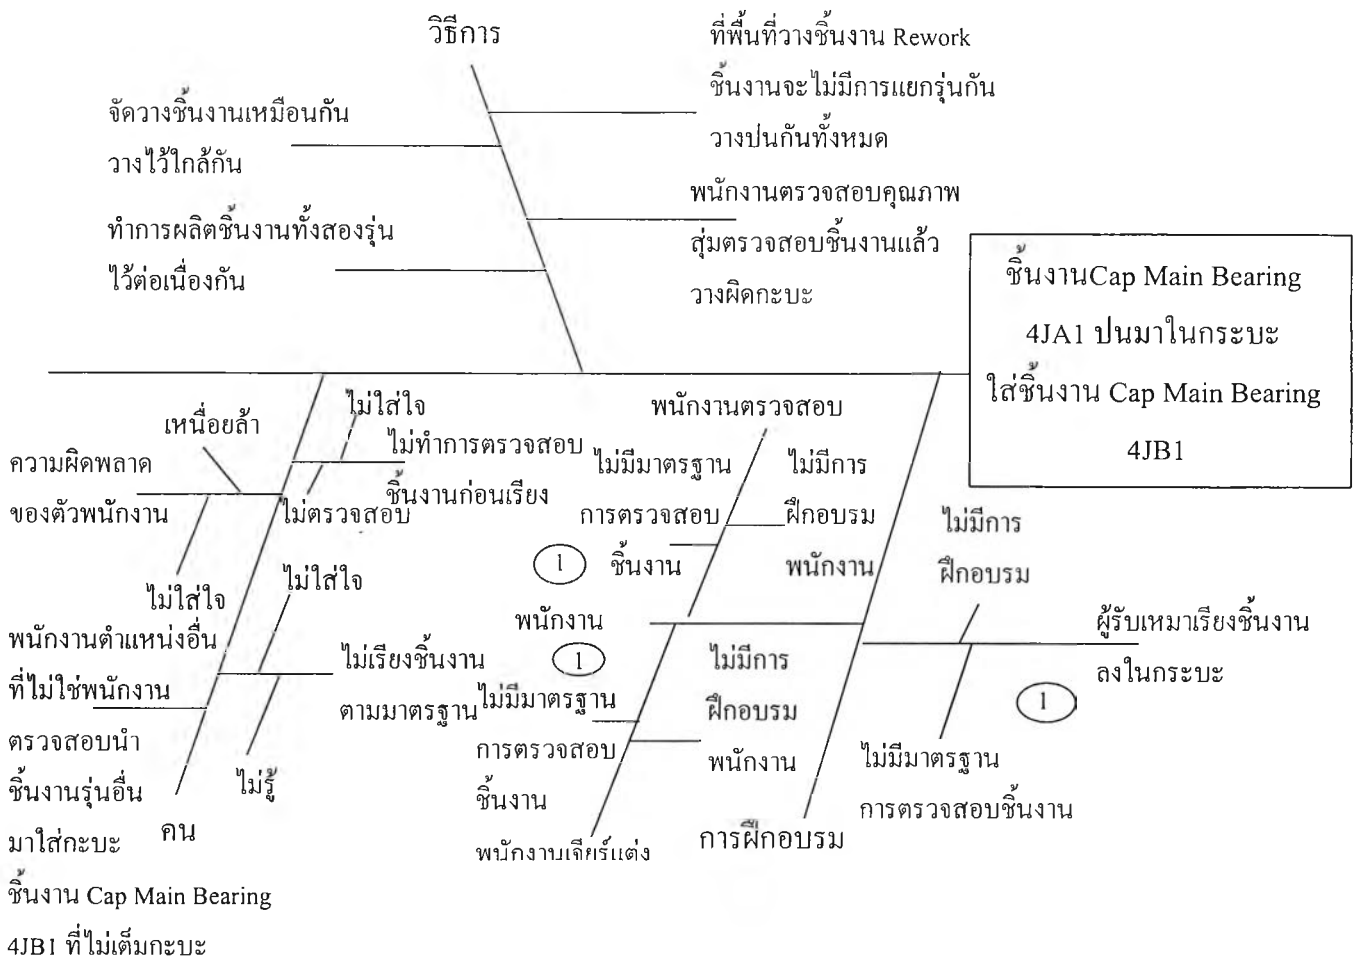 วิธีการ
ที่พื้นที่วางชิ้นงาน Rework
ชิ้นงานจะไม่มีการแยกรุ่นกัน
วางปนกันทั้งหมด
จัดวางชิ้นงานเหมือนกัน
วางไว้ใกล้กัน
พนักงานตรวจสอบคุณภาพ
สุ่มตรวจสอบชิ้นงานแล้ว
วางผิดกะบะ
ทำการผลิตชิ้นงานทั้งสองรุ่น
ไว้ต่อเนื่องกัน
ชิ้นงานCap Main Bearing
4JA1 ปนมาในกระบะ
ใส่ชิ้นงาน Cap Main Bearing
4JB1
เหนื่อยล้า
ไม่ใส่ใจ
ไม่ทำการตรวจสอบ
ชิ้นงานก่อนเรียง
ความผิดพลาด
ของตัวพนักงาน
ไม่ตรวจสอบ
ไม่ใส่ใจ
ไม่ใส่ใจ
พนักงานตำแหน่งอื่น
ที่ไม่ใช่พนักงาน
ตรวจสอบนำ
ชิ้นงานรุ่นอื่น
มาใส่กะบะ
ชิ้นงาน Cap Main Bearing
4JB1 ที่ไม่เต็มกะบะ
ไม่เรียงชิ้นงาน
ตามมาตรฐาน
ไม่รู้
คน
พนักงานตรวจสอบ
ไม่มีมาตรฐาน
การตรวจสอบ
ชิ้นงาน
1
ไม่มีการ
ฝึกอบรม
พนักงาน
พนักงาน
1
ไม่มีมาตรฐาน
การตรวจสอบ
ชิ้นงาน
ไม่มีการ
ฝึกอบรม
พนักงาน
พนักงานเจียร์แต่ง
การฝึกอบรม
ไม่มีการ
ฝึกอบรม
ผู้รับเหมาเรียงชิ้นงาน
ลงในกระบะ
1
ไม่มีมาตรฐาน
การตรวจสอบชิ้นงาน